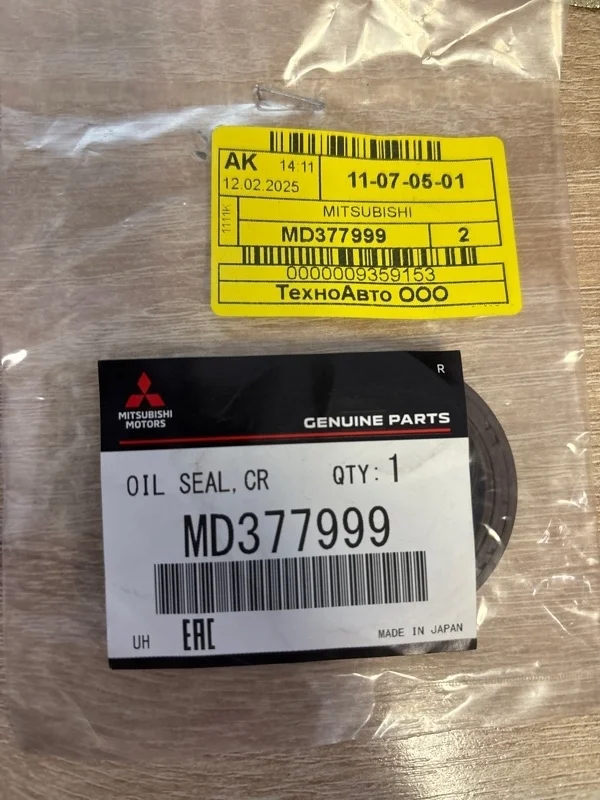 AK 14:11
12.02.2025
11-07-05-01
1111K
MITSUBISHI
MD377999 2
0000009359153
ТехноАвто ООО
R
MITSUBISHI
MOTORS
GENUINE PARTS
OIL SEAL,CR QTY:1
MD377999
UH EAC MADE IN JAPAN